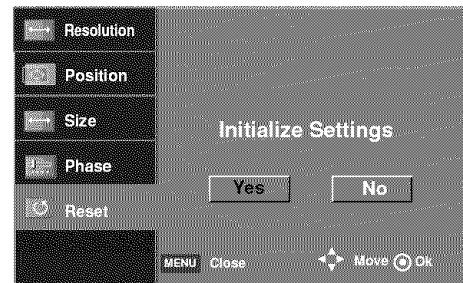 Resolution
Position
Size
Phase
Reset
Initialize Settings
Yes No
MENU Close Move Ok